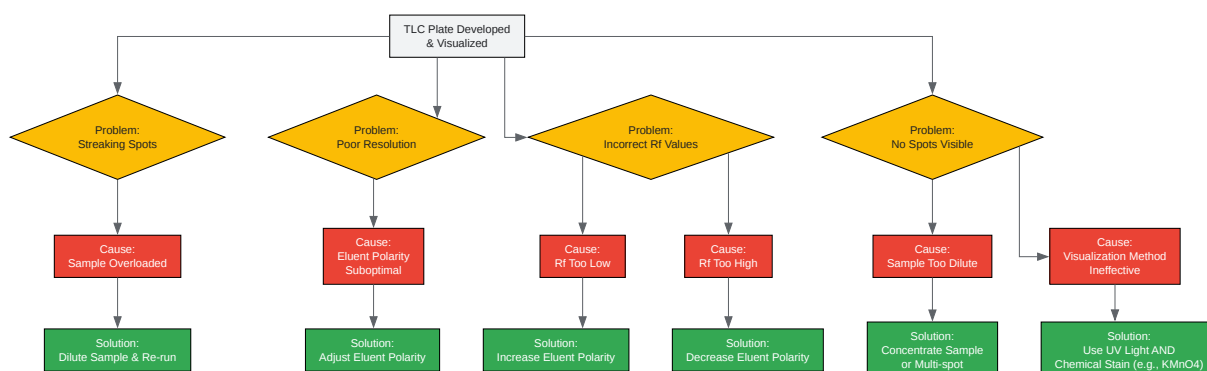 TLC Plate Developed
& Visualized
Problem:
Streaking Spots
Problem:
Poor Resolution
Problem:
Incorrect Rf Values
Problem:
No Spots Visible
Cause:
Sample Overloaded
Cause:
Eluent Polarity
Suboptimal
Cause:
Rf Too Low
Cause:
Rf Too High
Cause:
Sample Too Dilute
Cause:
Visualization Method
Ineffective
Solution:
Dilute Sample & Re-run
Solution:
Adjust Eluent Polarity
Solution:
Increase Eluent Polarity
Solution:
Decrease Eluent Polarity
Solution:
Concentrate Sample
or Multi-spot
Solution:
Use UV Light AND
Chemical Stain (e.g., KMnO4)